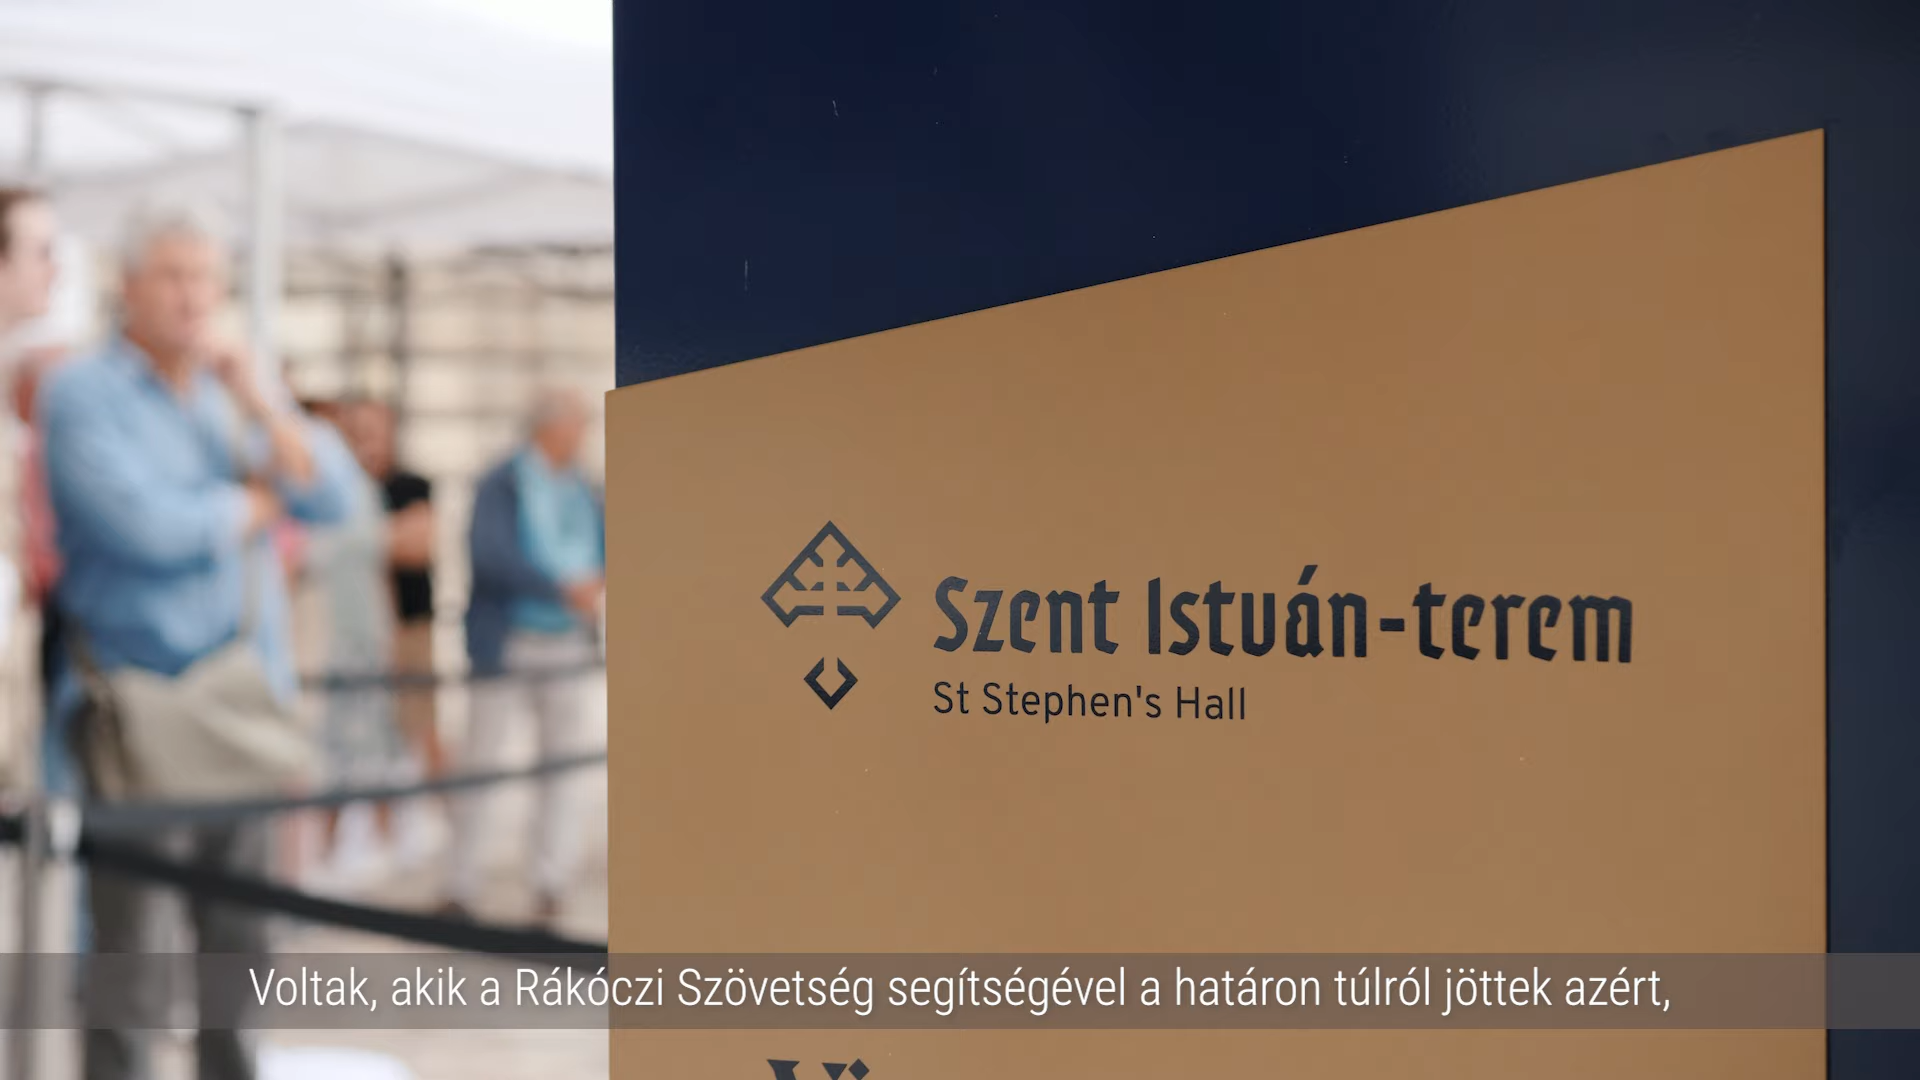 Szent István-terem
St Stephen's Hall
Voltak, akik a Rákóczi Szövetség segítségével a határon túlról jöttek azért,